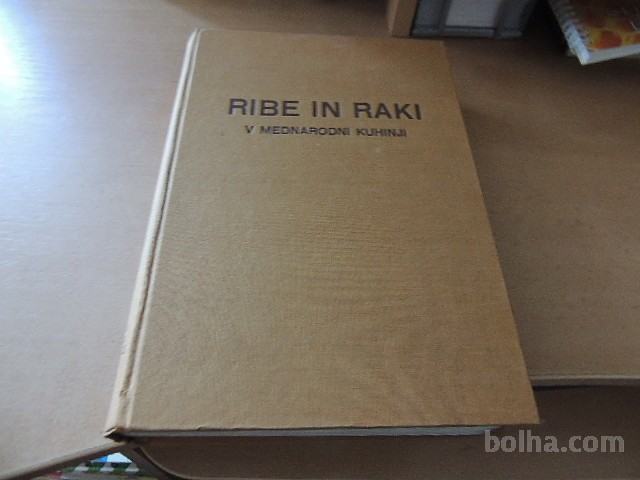 RIBE IN RAKI
V MEDNARODNI KUHINJI
bolha.com